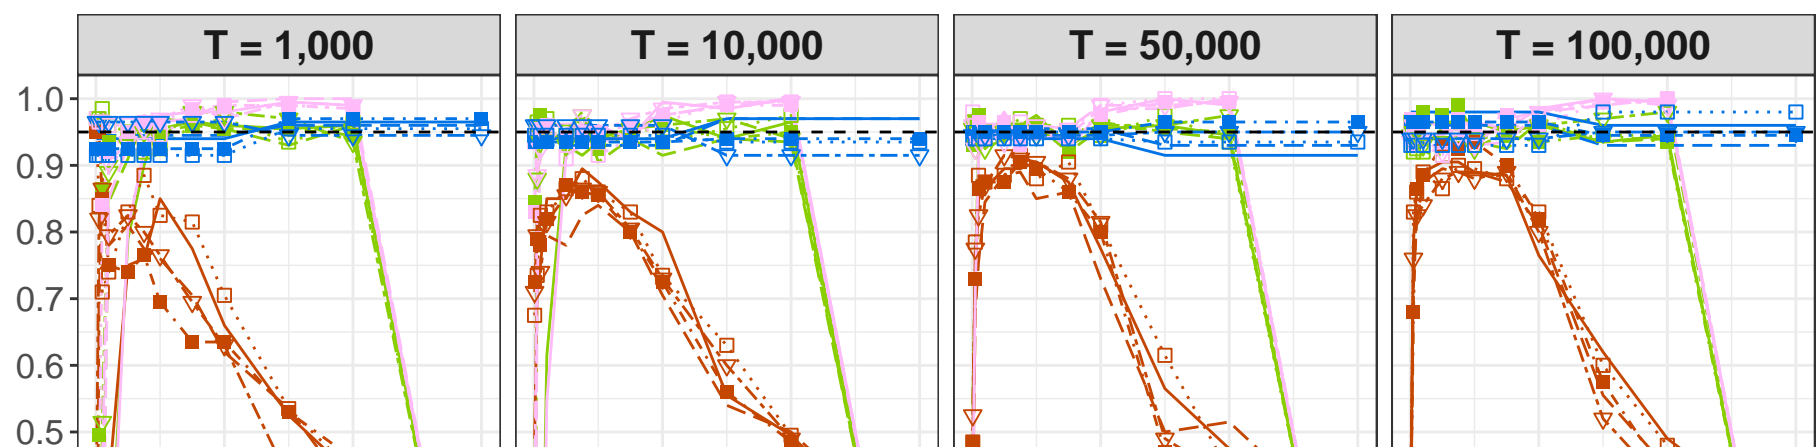 T = 1,000
T = 10,000
T = 50,000
T = 100,000
1.0
0.9
0.8
0.7
0.6
0.5